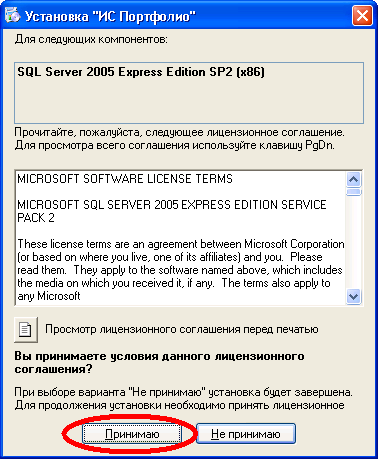 Установка "ИС Портфолио"
Для следующих компонентов:
SQL Server 2005 Express Edition SP2 (x86)
Прочитайте, пожалуйста, следующее лицензионное соглашение.
Для просмотра всего соглашения используйте клавишу PgDn.
MICROSOFT SOFTWARE LICENSE TERMS
MICROSOFT SQL SERVER 2005 EXPRESS EDITION SERVICE
PACK 2
These license terms are an agreement between Microsoft Corporation
(or based on where you live, one of its affiliates) and you.  Please
read them.  They apply to the software named above, which includes
the media on which you received it, if any.  The terms also apply to
any Microsoft
Просмотр лицензионного соглашения перед печатью
Вы принимаете условия данного лицензионного
соглашения?
При выборе варианта "Не принимаю" установка будет завершена.
Для продолжения установки необходимо принять лицензионное
Принимаю
Не принимаю